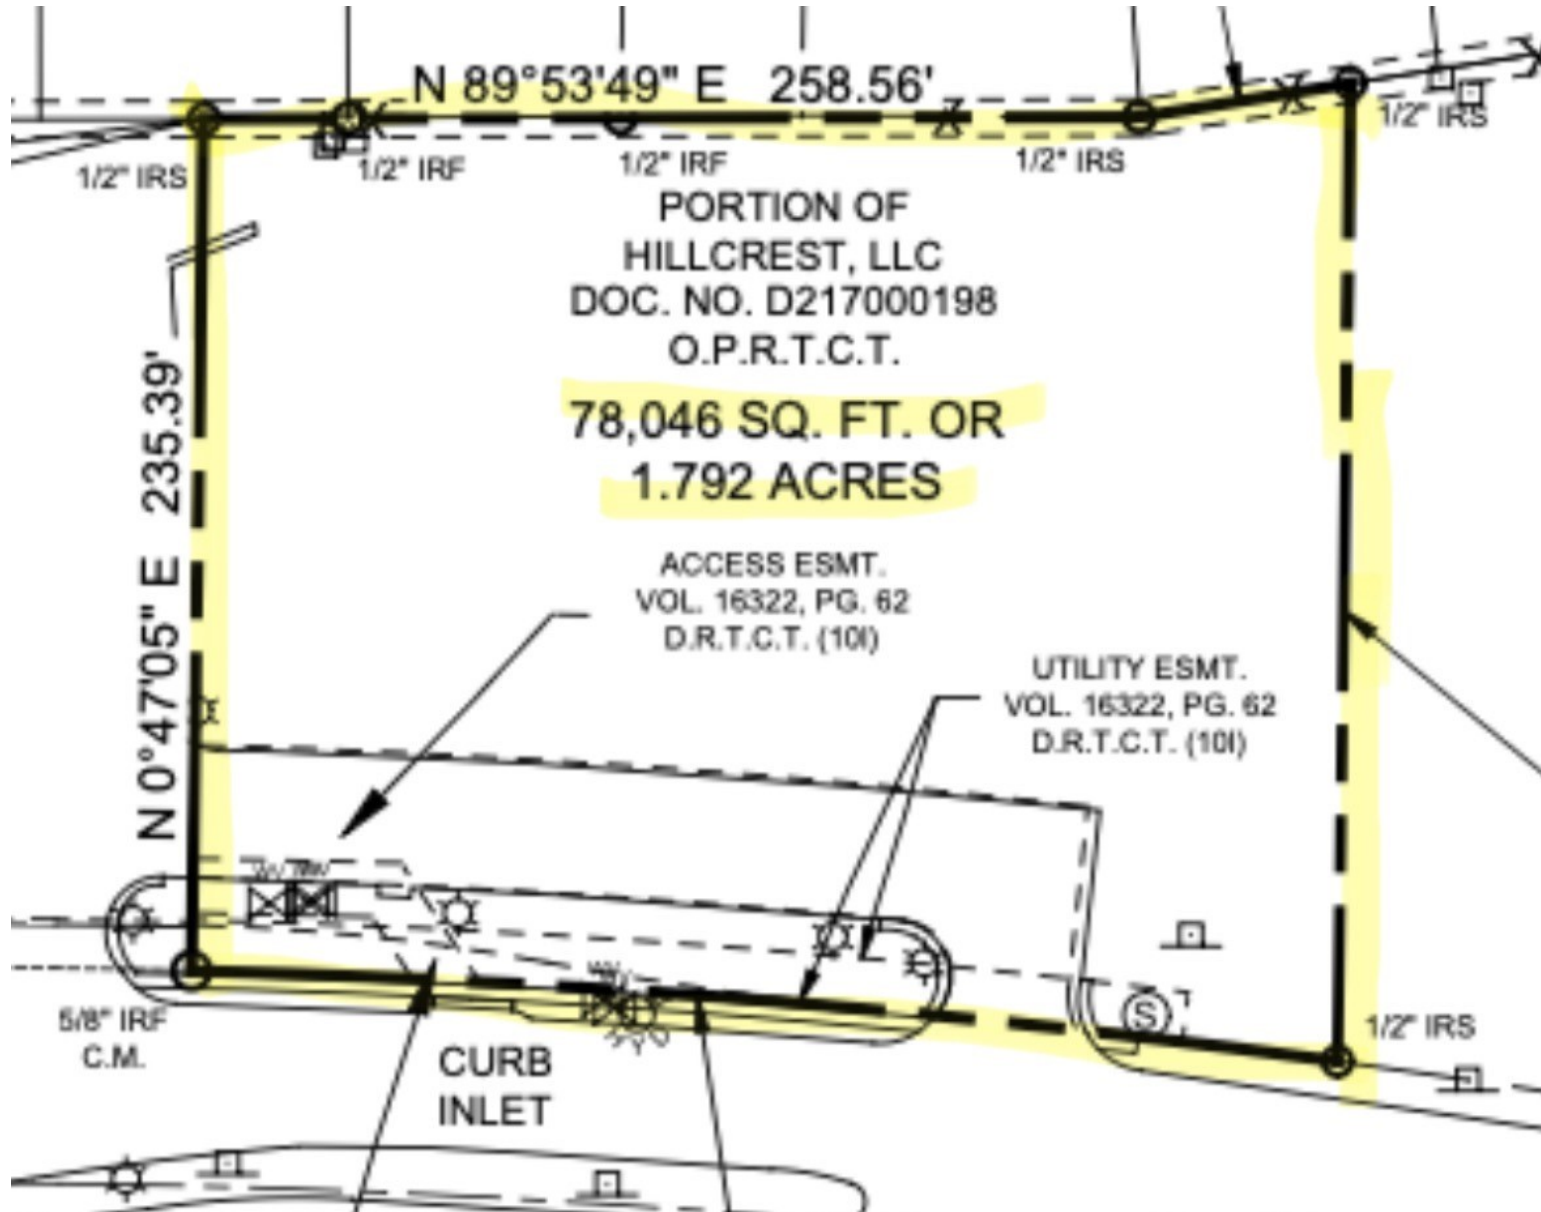 N 89°53'49" E 258.56'
1/2" IRS
1/2" IRS
1/2" IRF
1/2" IRF
1/2" IRS
PORTION OF
HILLCREST, LLC
DOC. NO. D217000198
O.P.R.T.C.T.
78,046 SQ. FT. OR
1.792 ACRES
N 0°47'05" E 235.39'
ACCESS ESMT.
VOL. 16322, PG. 62
D.R.T.C.T. (10I)
UTILITY ESMT.
VOL. 16322, PG. 62
D.R.T.C.T. (10I)
S
5/8" IRF
C.M.
1/2" IRS
CURB
INLET